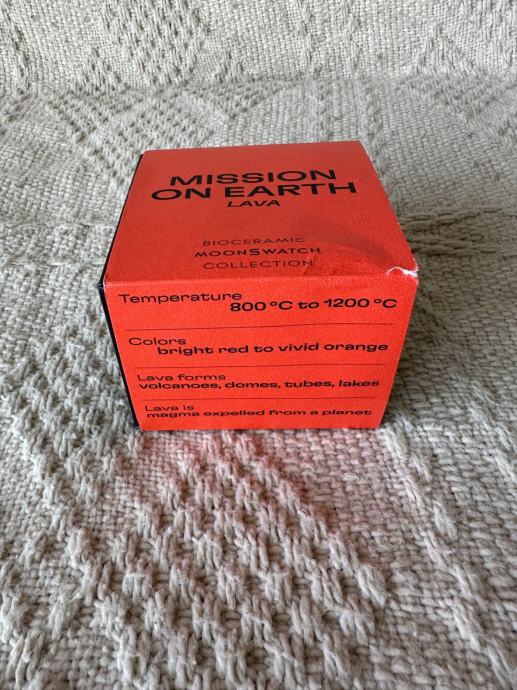 MISSION
ON EARTH
LAVA
BIOCERAMIC
MOONSWATCH
COLLECTION
Temperature
800 °C to 1200 °C
Colors
bright red to vivid orange
Lava forms
volcanoes, domes, tubes, lakes
Lava is
magma expelled from a planet